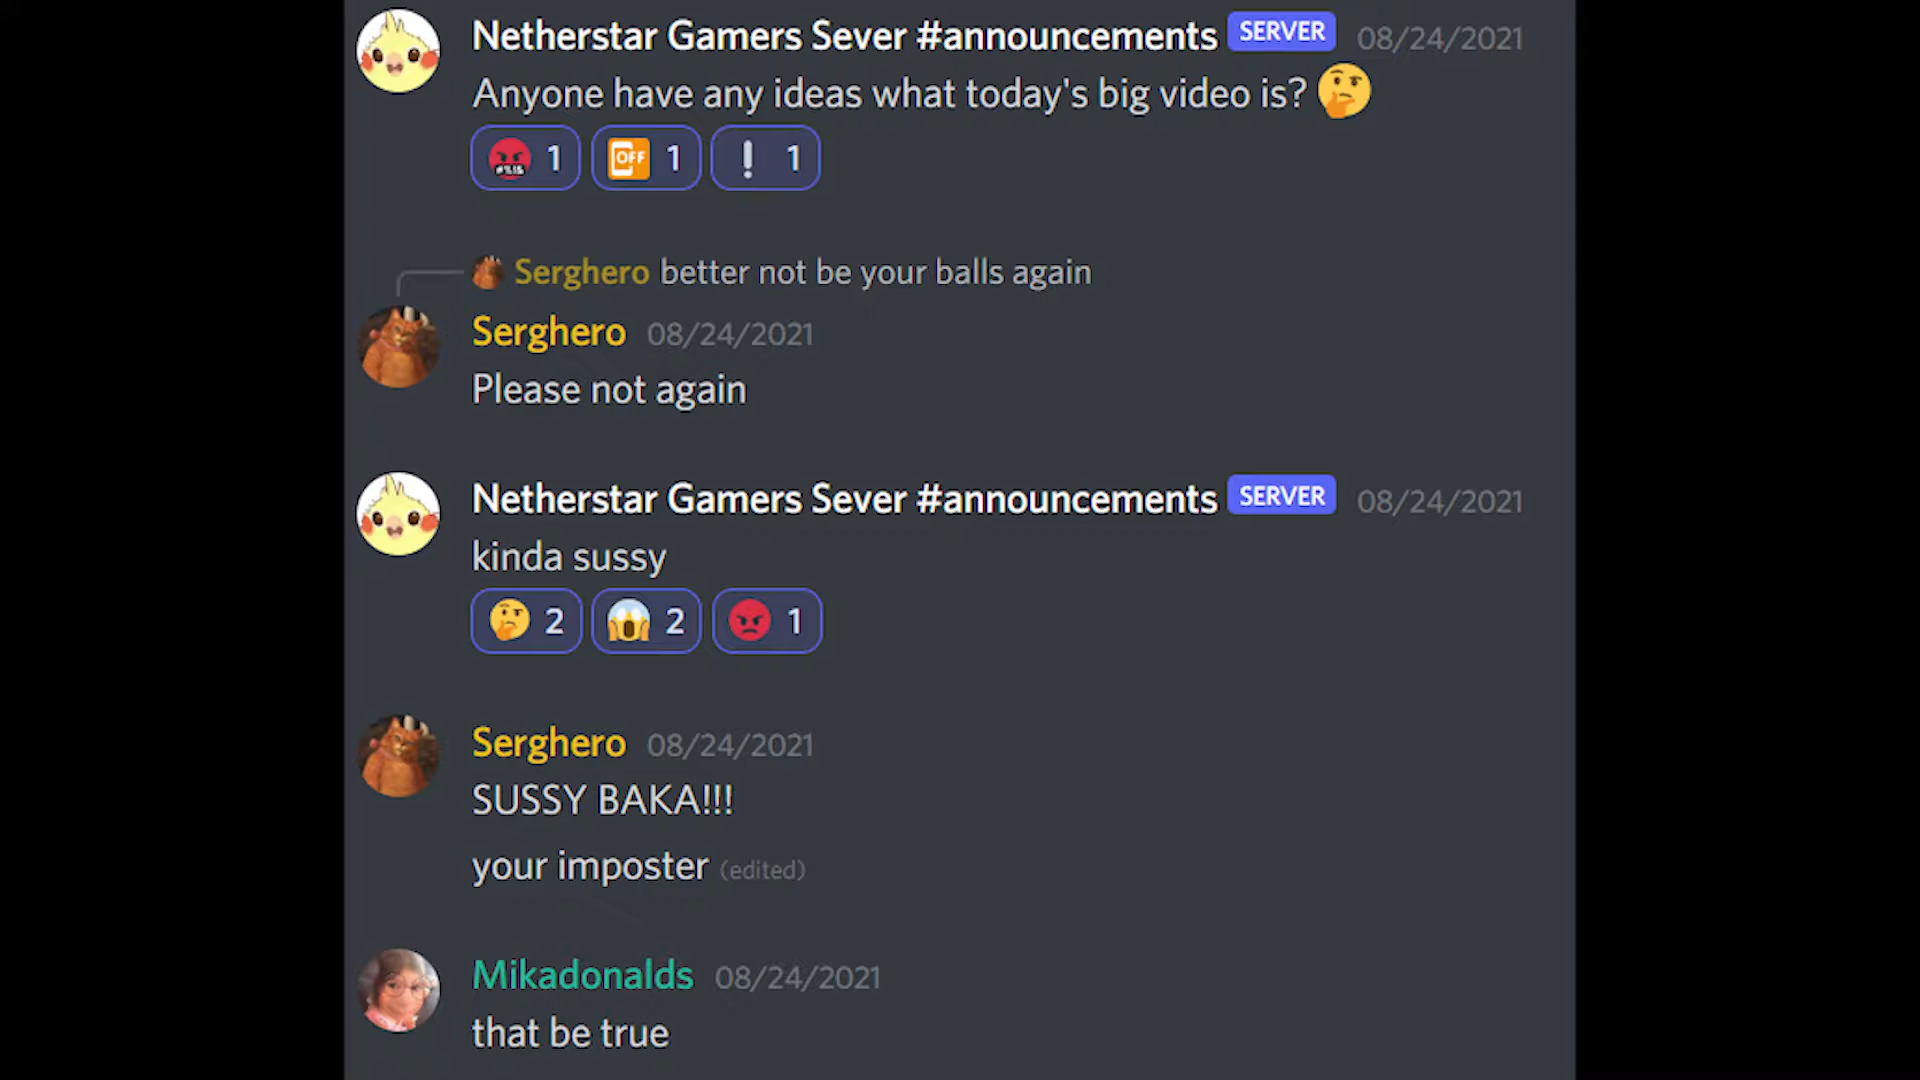 Netherstar Gamers Sever #announcements SERVER 08/24/2021
Anyone have any ideas what today's big video is? 🤔
🤬 1 📴 1 ❕ 1
Serghero better not be your balls again
Serghero 08/24/2021
Please not again
Netherstar Gamers Sever #announcements SERVER 08/24/2021
kinda sussy
🤔 2 😱 2 😡 1
Serghero 08/24/2021
SUSSY BAKA!!!
your imposter (edited)
Mikadonalds 08/24/2021
that be true